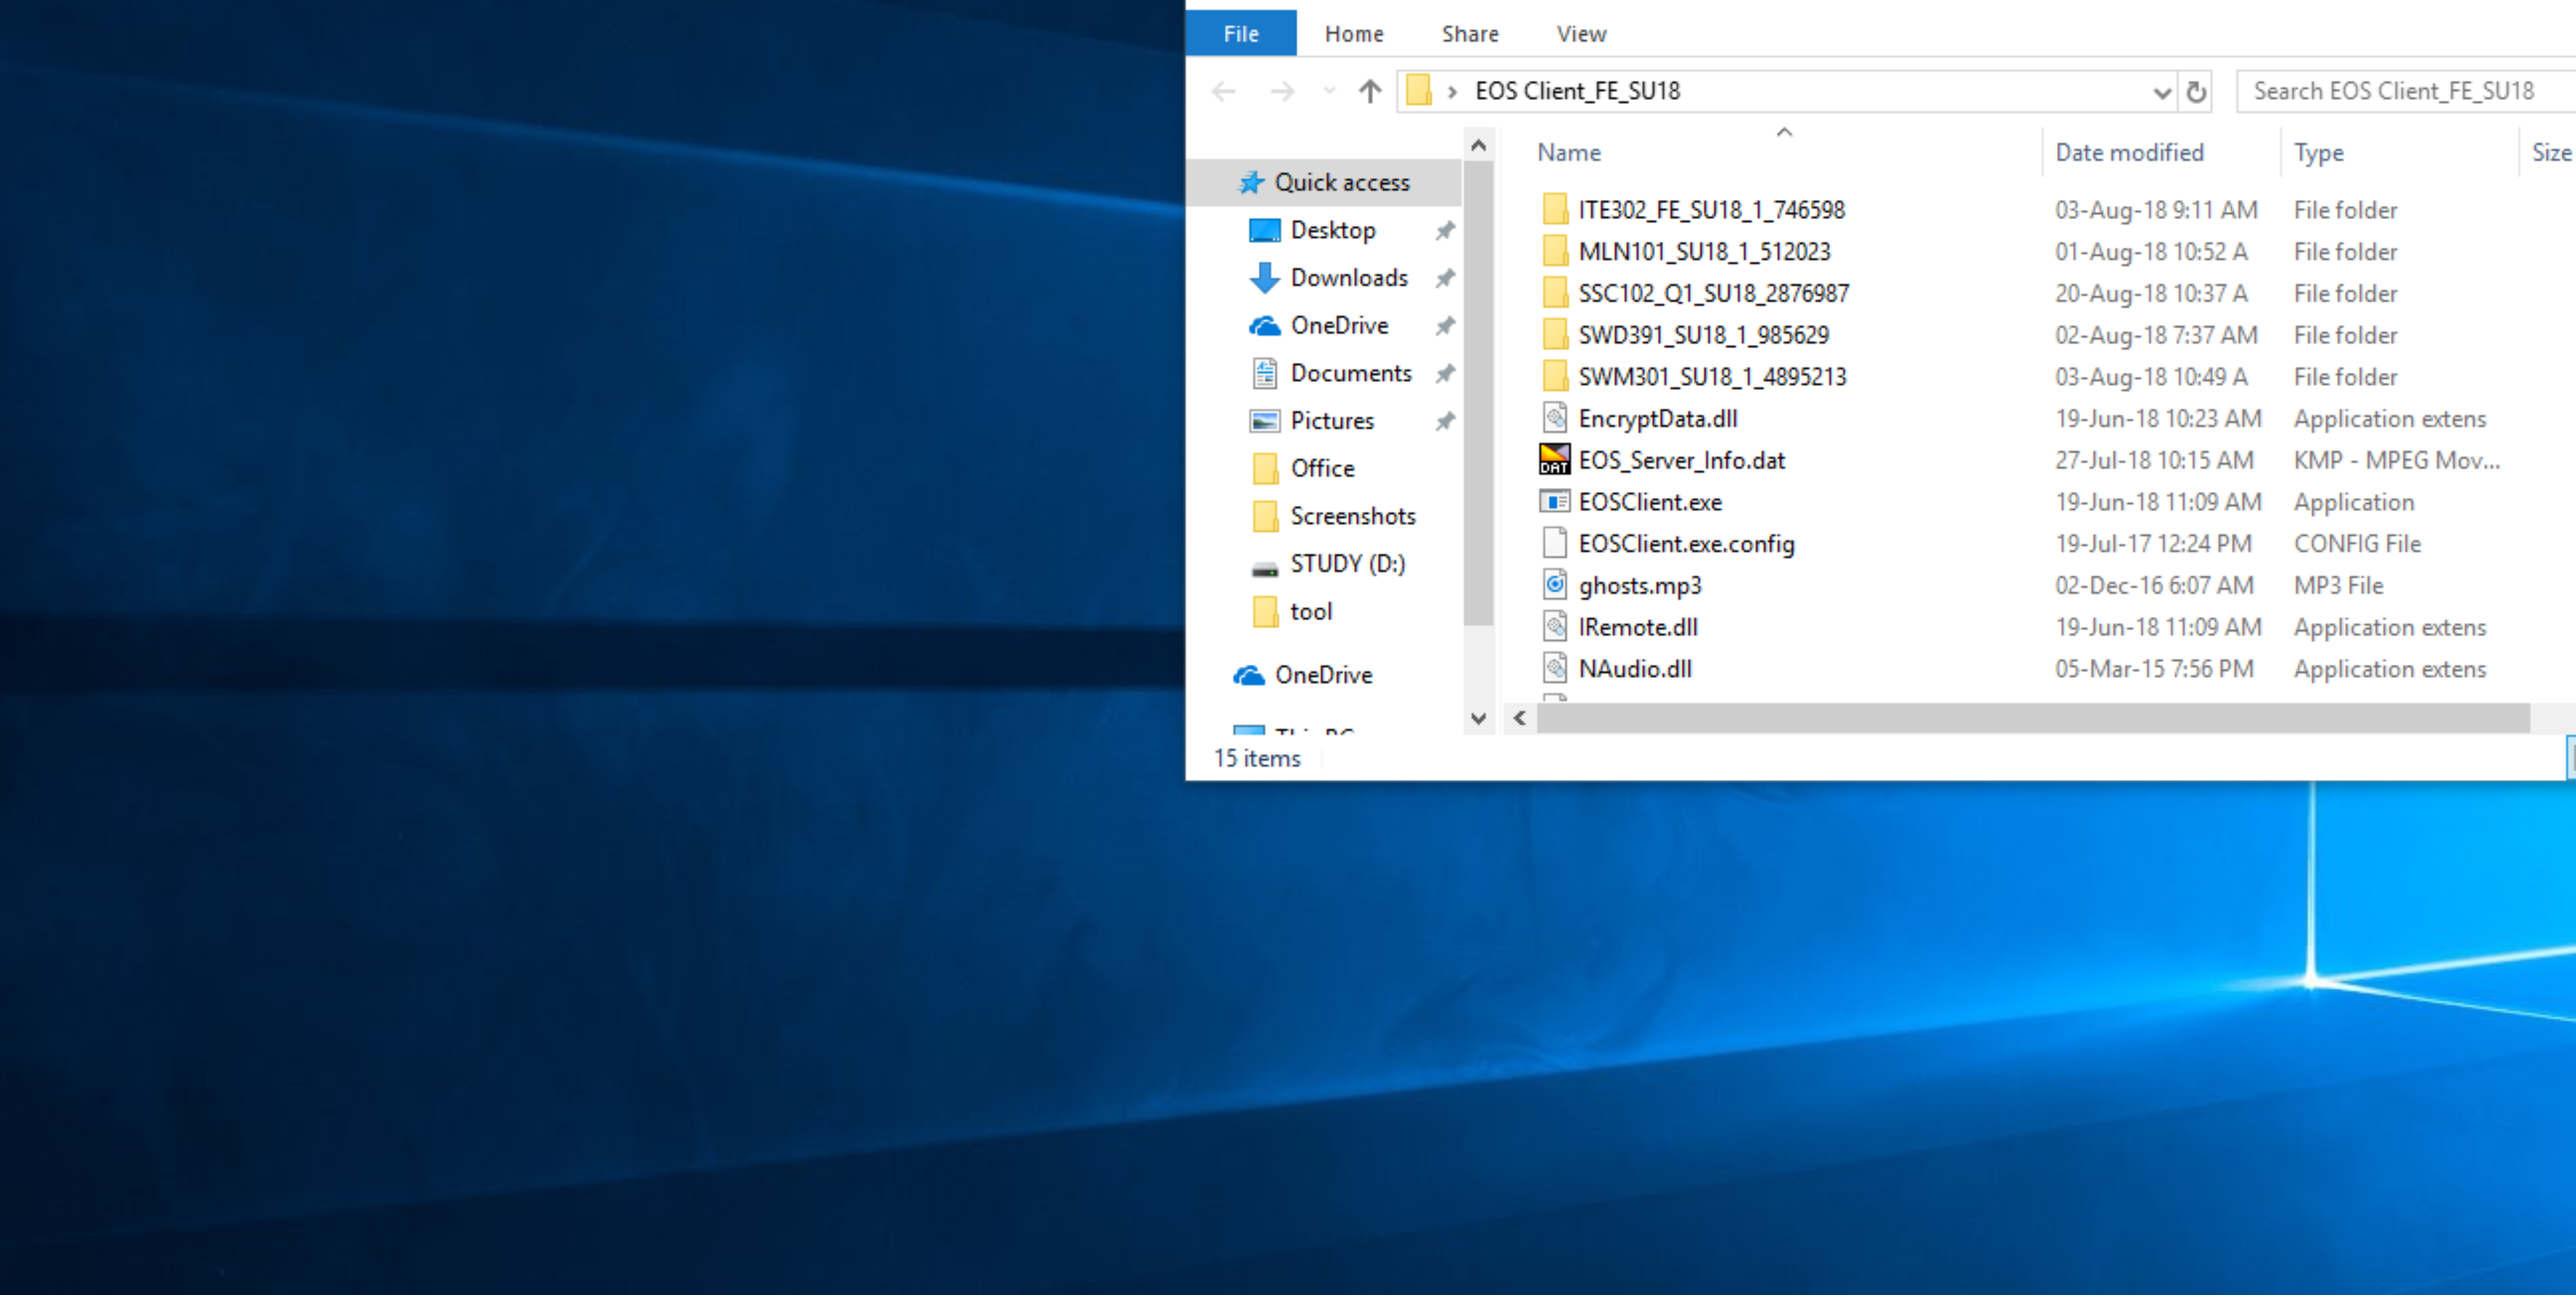 File Home Share View
EOS Client_FE_SU18 Search EOS Client_FE_SU18
Name Date modified Type Size
Quick access
Desktop
Downloads
OneDrive
Documents
Pictures
Office
Screenshots
STUDY (D:)
tool
OneDrive
This PC
ITE302_FE_SU18_1_746598 03-Aug-18 9:11 AM File folder
MLN101_SU18_1_512023 01-Aug-18 10:52 A File folder
SSC102_Q1_SU18_2876987 20-Aug-18 10:37 A File folder
SWD391_SU18_1_985629 02-Aug-18 7:37 AM File folder
SWM301_SU18_1_4895213 03-Aug-18 10:49 A File folder
EncryptData.dll 19-Jun-18 10:23 AM Application extens
DAT EOS_Server_Info.dat 27-Jul-18 10:15 AM KMP - MPEG Mov...
EOSClient.exe 19-Jun-18 11:09 AM Application
EOSClient.exe.config 19-Jul-17 12:24 PM CONFIG File
ghosts.mp3 02-Dec-16 6:07 AM MP3 File
IRemote.dll 19-Jun-18 11:09 AM Application extens
NAudio.dll 05-Mar-15 7:56 PM Application extens
15 items